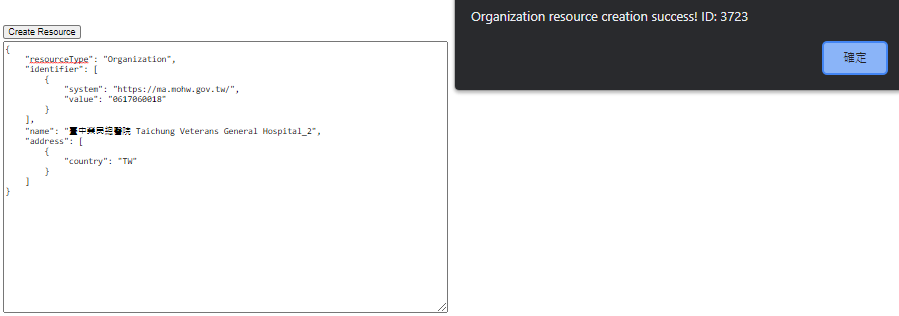 Create Resource
{
"resourceType": "Organization",
"identifier": [
{
"system": "https://ma.mohw.gov.tw/",
"value": "0617060018"
}
],
"name": "臺中榮民總醫院 Taichung Veterans General Hospital_2",
"address": [
{
"country": "TW"
}
]
}
Organization resource creation success! ID: 3723
確定